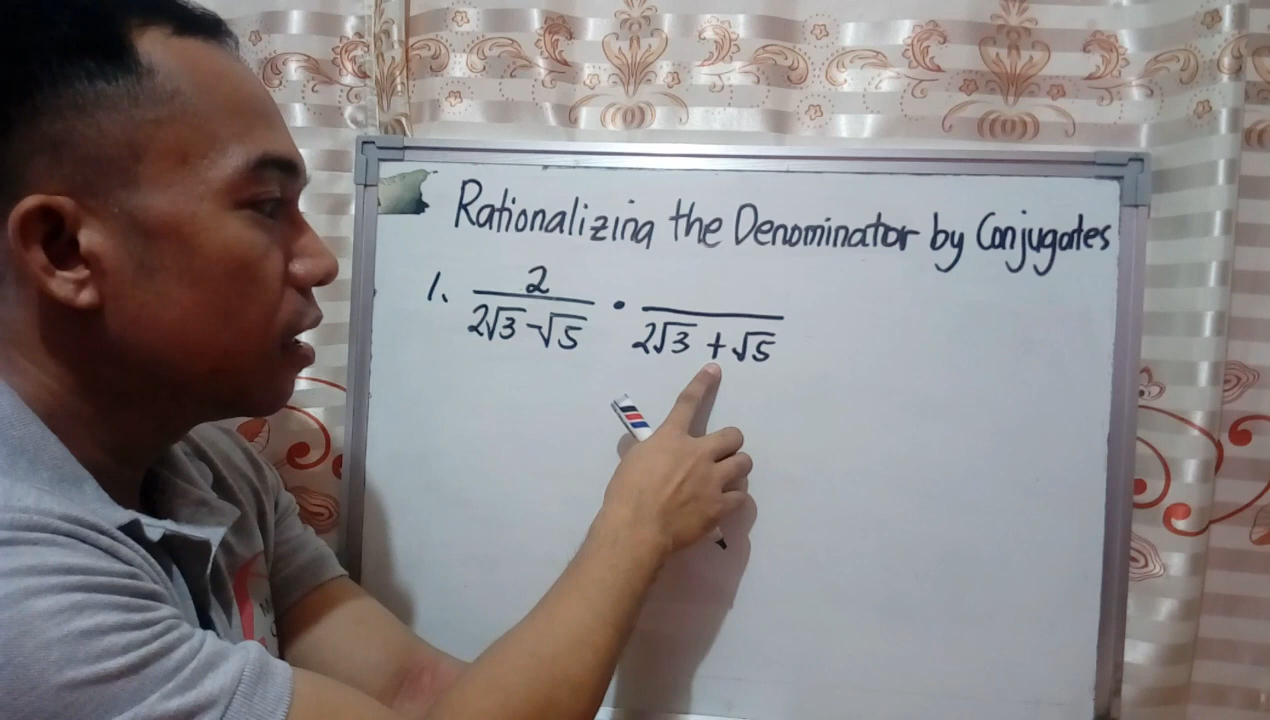 Rationalizing the Denominator by Conjugates
1. 2/(2√3-√5) · /(2√3+√5)